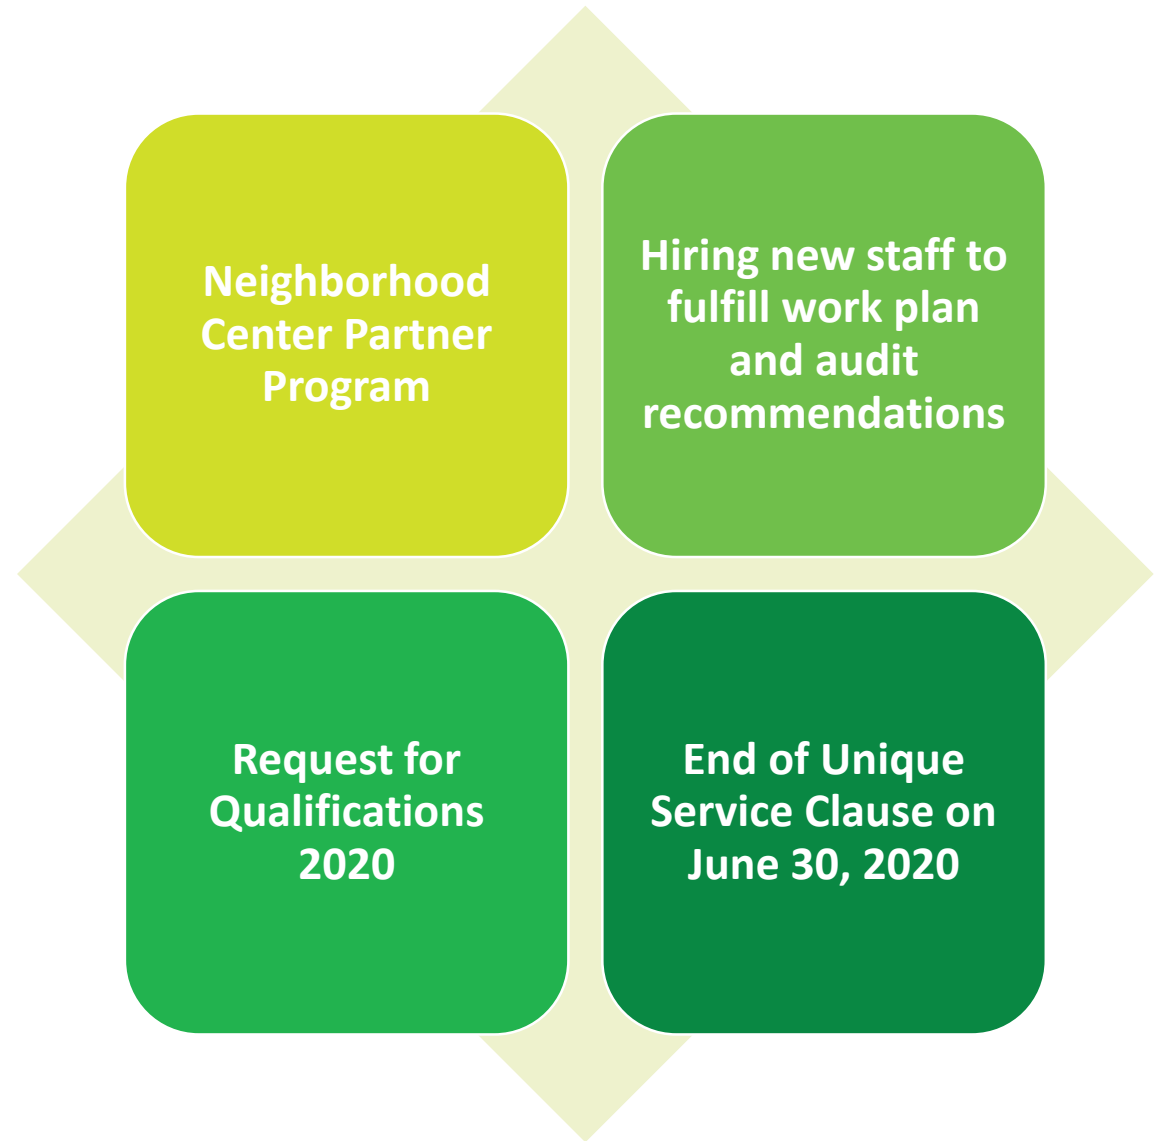 Neighborhood
Center Partner
Program
Hiring new staff to
fulfill work plan
and audit
recommendations
Request for
Qualifications
2020
End of Unique
Service Clause on
June 30, 2020